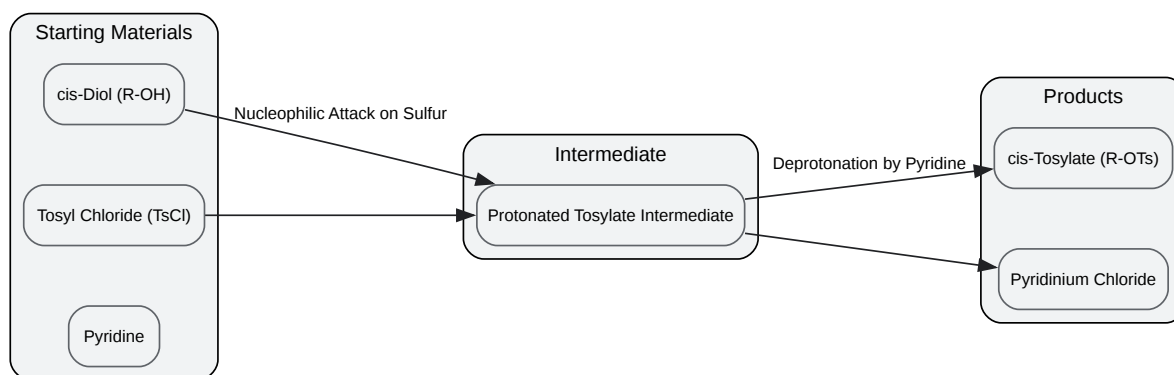 Starting Materials
cis-Diol (R-OH)
Nucleophilic Attack on Sulfur
Tosyl Chloride (TsCl)
Pyridine
Intermediate
Protonated Tosylate Intermediate
Deprotonation by Pyridine
Products
cis-Tosylate (R-OTs)
Pyridinium Chloride